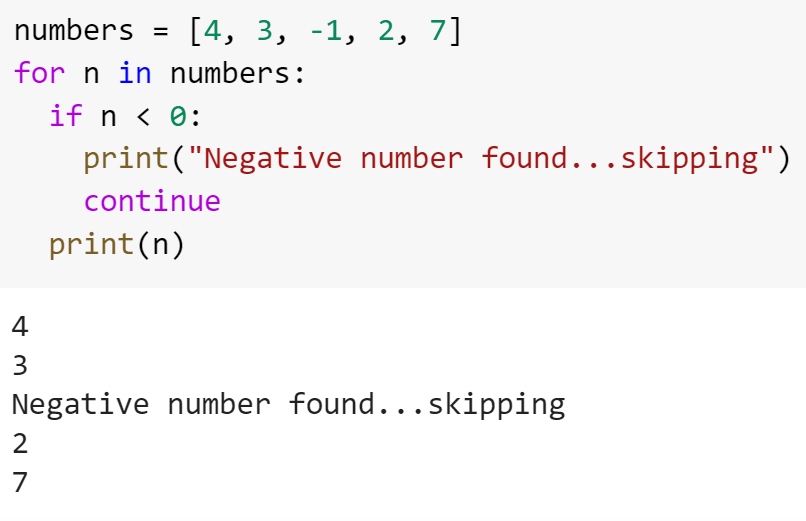 numbers = [4, 3, -1, 2, 7]
for n in numbers:
  if n < 0:
    print("Negative number found...skipping")
    continue
  print(n)
4
3
Negative number found...skipping
2
7